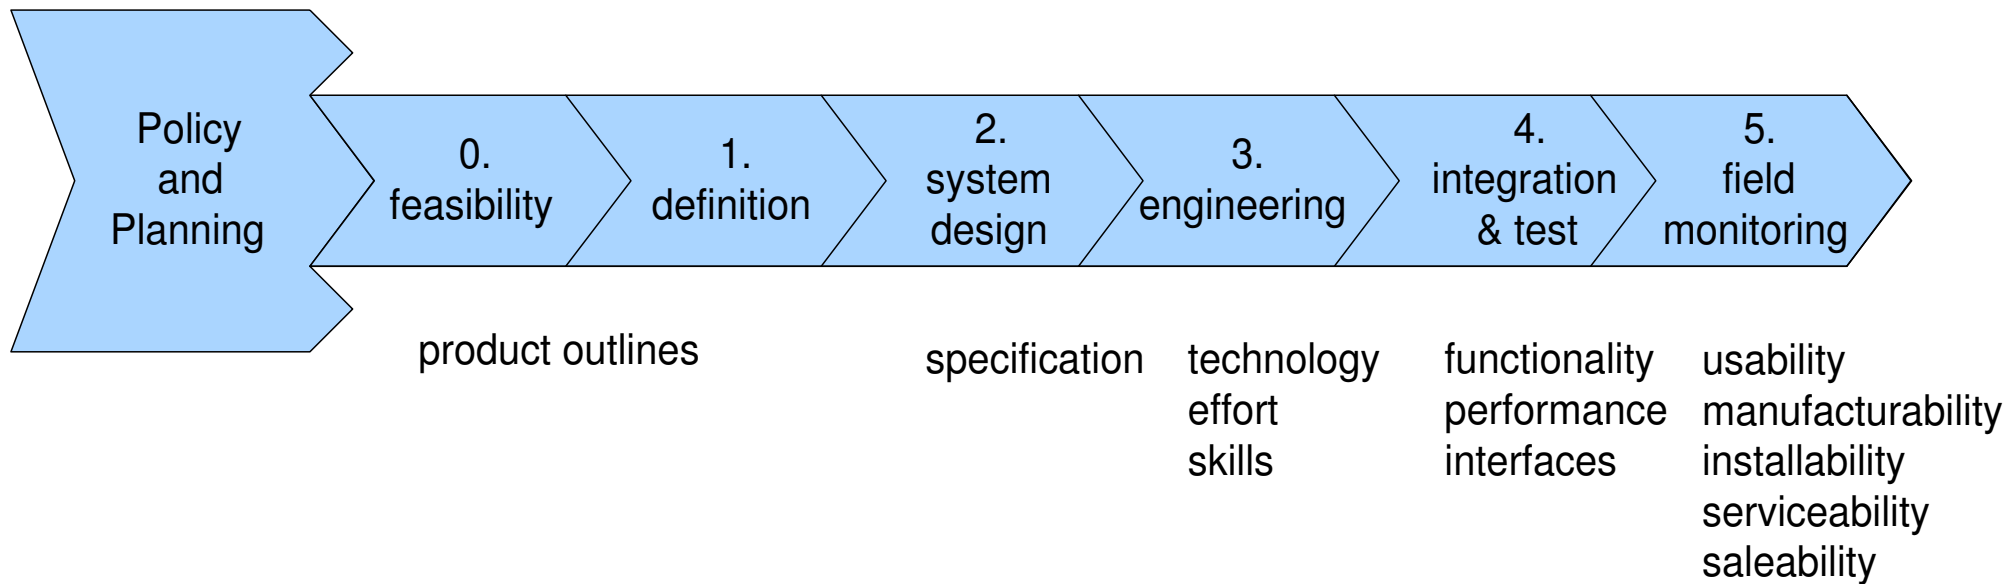 Policy
and
Planning
0.
feasibility
1.
definition
2.
system
design
3.
engineering
4.
integration
& test
5.
field
monitoring
product outlines
specification
technology
effort
skills
functionality
performance
interfaces
usability
manufacturability
installability
serviceability
saleability